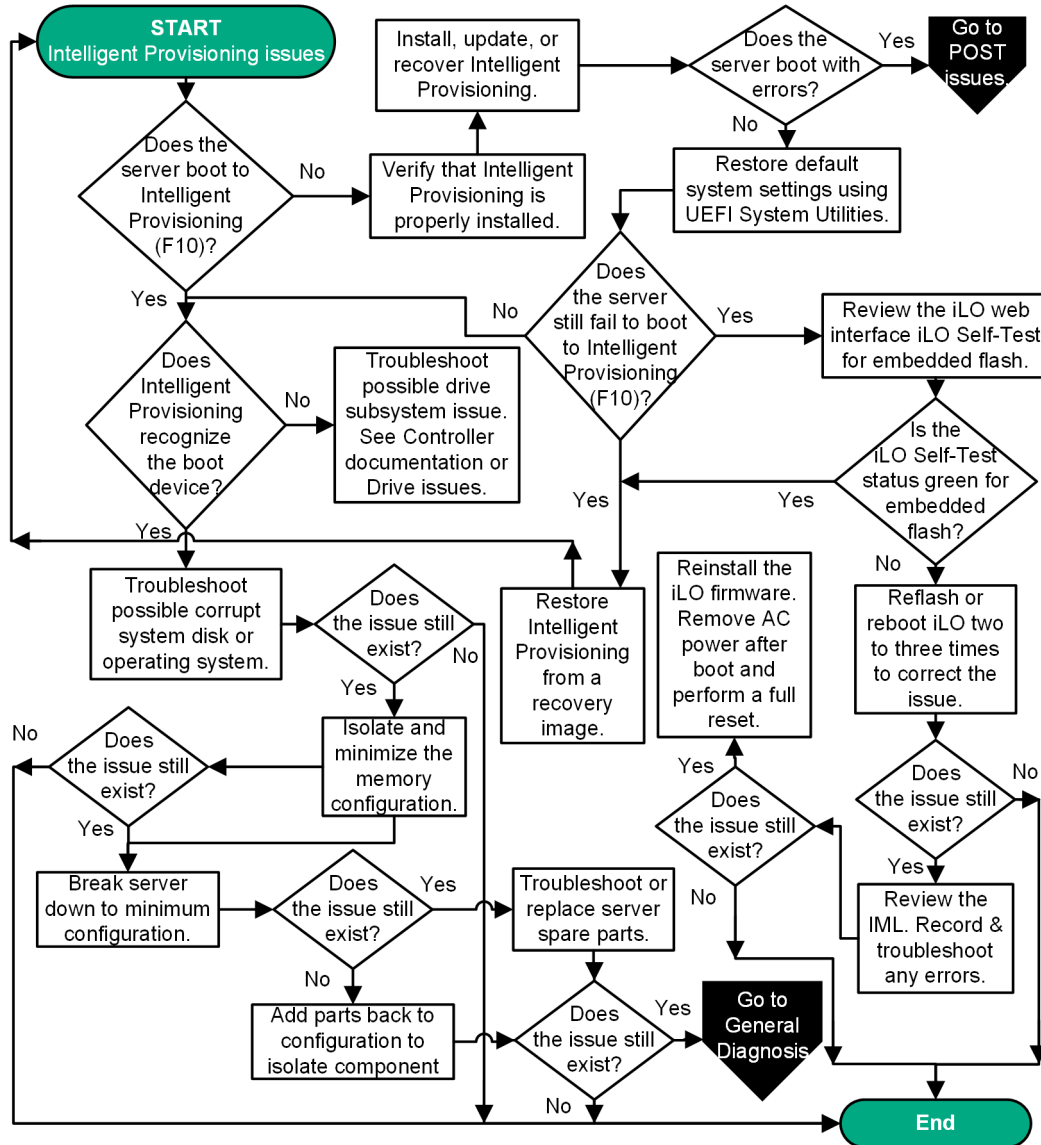 START
Intelligent Provisioning issues
Install, update, or
recover Intelligent
Provisioning.
Does the
server boot with
errors?
Yes
Go to
POST
issues.
No
Does the
server boot to
Intelligent
Provisioning
(F10)?
No
Verify that Intelligent
Provisioning is
properly installed.
Restore default
system settings using
UEFI System Utilities.
Yes
Does
the server
still fail to boot
to Intelligent
Provisioning
(F10)?
No
Yes
Review the iLO web
interface iLO Self-Test
for embedded flash.
Does
Intelligent
Provisioning
recognize
the boot
device?
No
Troubleshoot
possible drive
subsystem issue.
See Controller
documentation or
Drive issues.
Yes
Is the
iLO Self-Test
status green for
embedded
flash?
Yes
No
Yes
Troubleshoot
possible corrupt
system disk or
operating system.
Does
the issue still
exist?
No
Yes
Restore
Intelligent
Provisioning
from a
recovery
image.
Reinstall the
iLO firmware.
Remove AC
power after
boot and
perform a full
reset.
Reflash or
reboot iLO two
to three times
to correct the
issue.
Isolate and
minimize the
memory
configuration.
No
Does
the issue still
exist?
Yes
Yes
Does
the issue still
exist?
No
Does
the issue still
exist?
No
Yes
Review the
IML. Record &
troubleshoot
any errors.
Break server
down to minimum
configuration.
Does
the issue still
exist?
Yes
No
Troubleshoot or
replace server
spare parts.
Add parts back to
configuration to
isolate component
Does
the issue still
exist?
Yes
No
Go to
General
Diagnosis
End